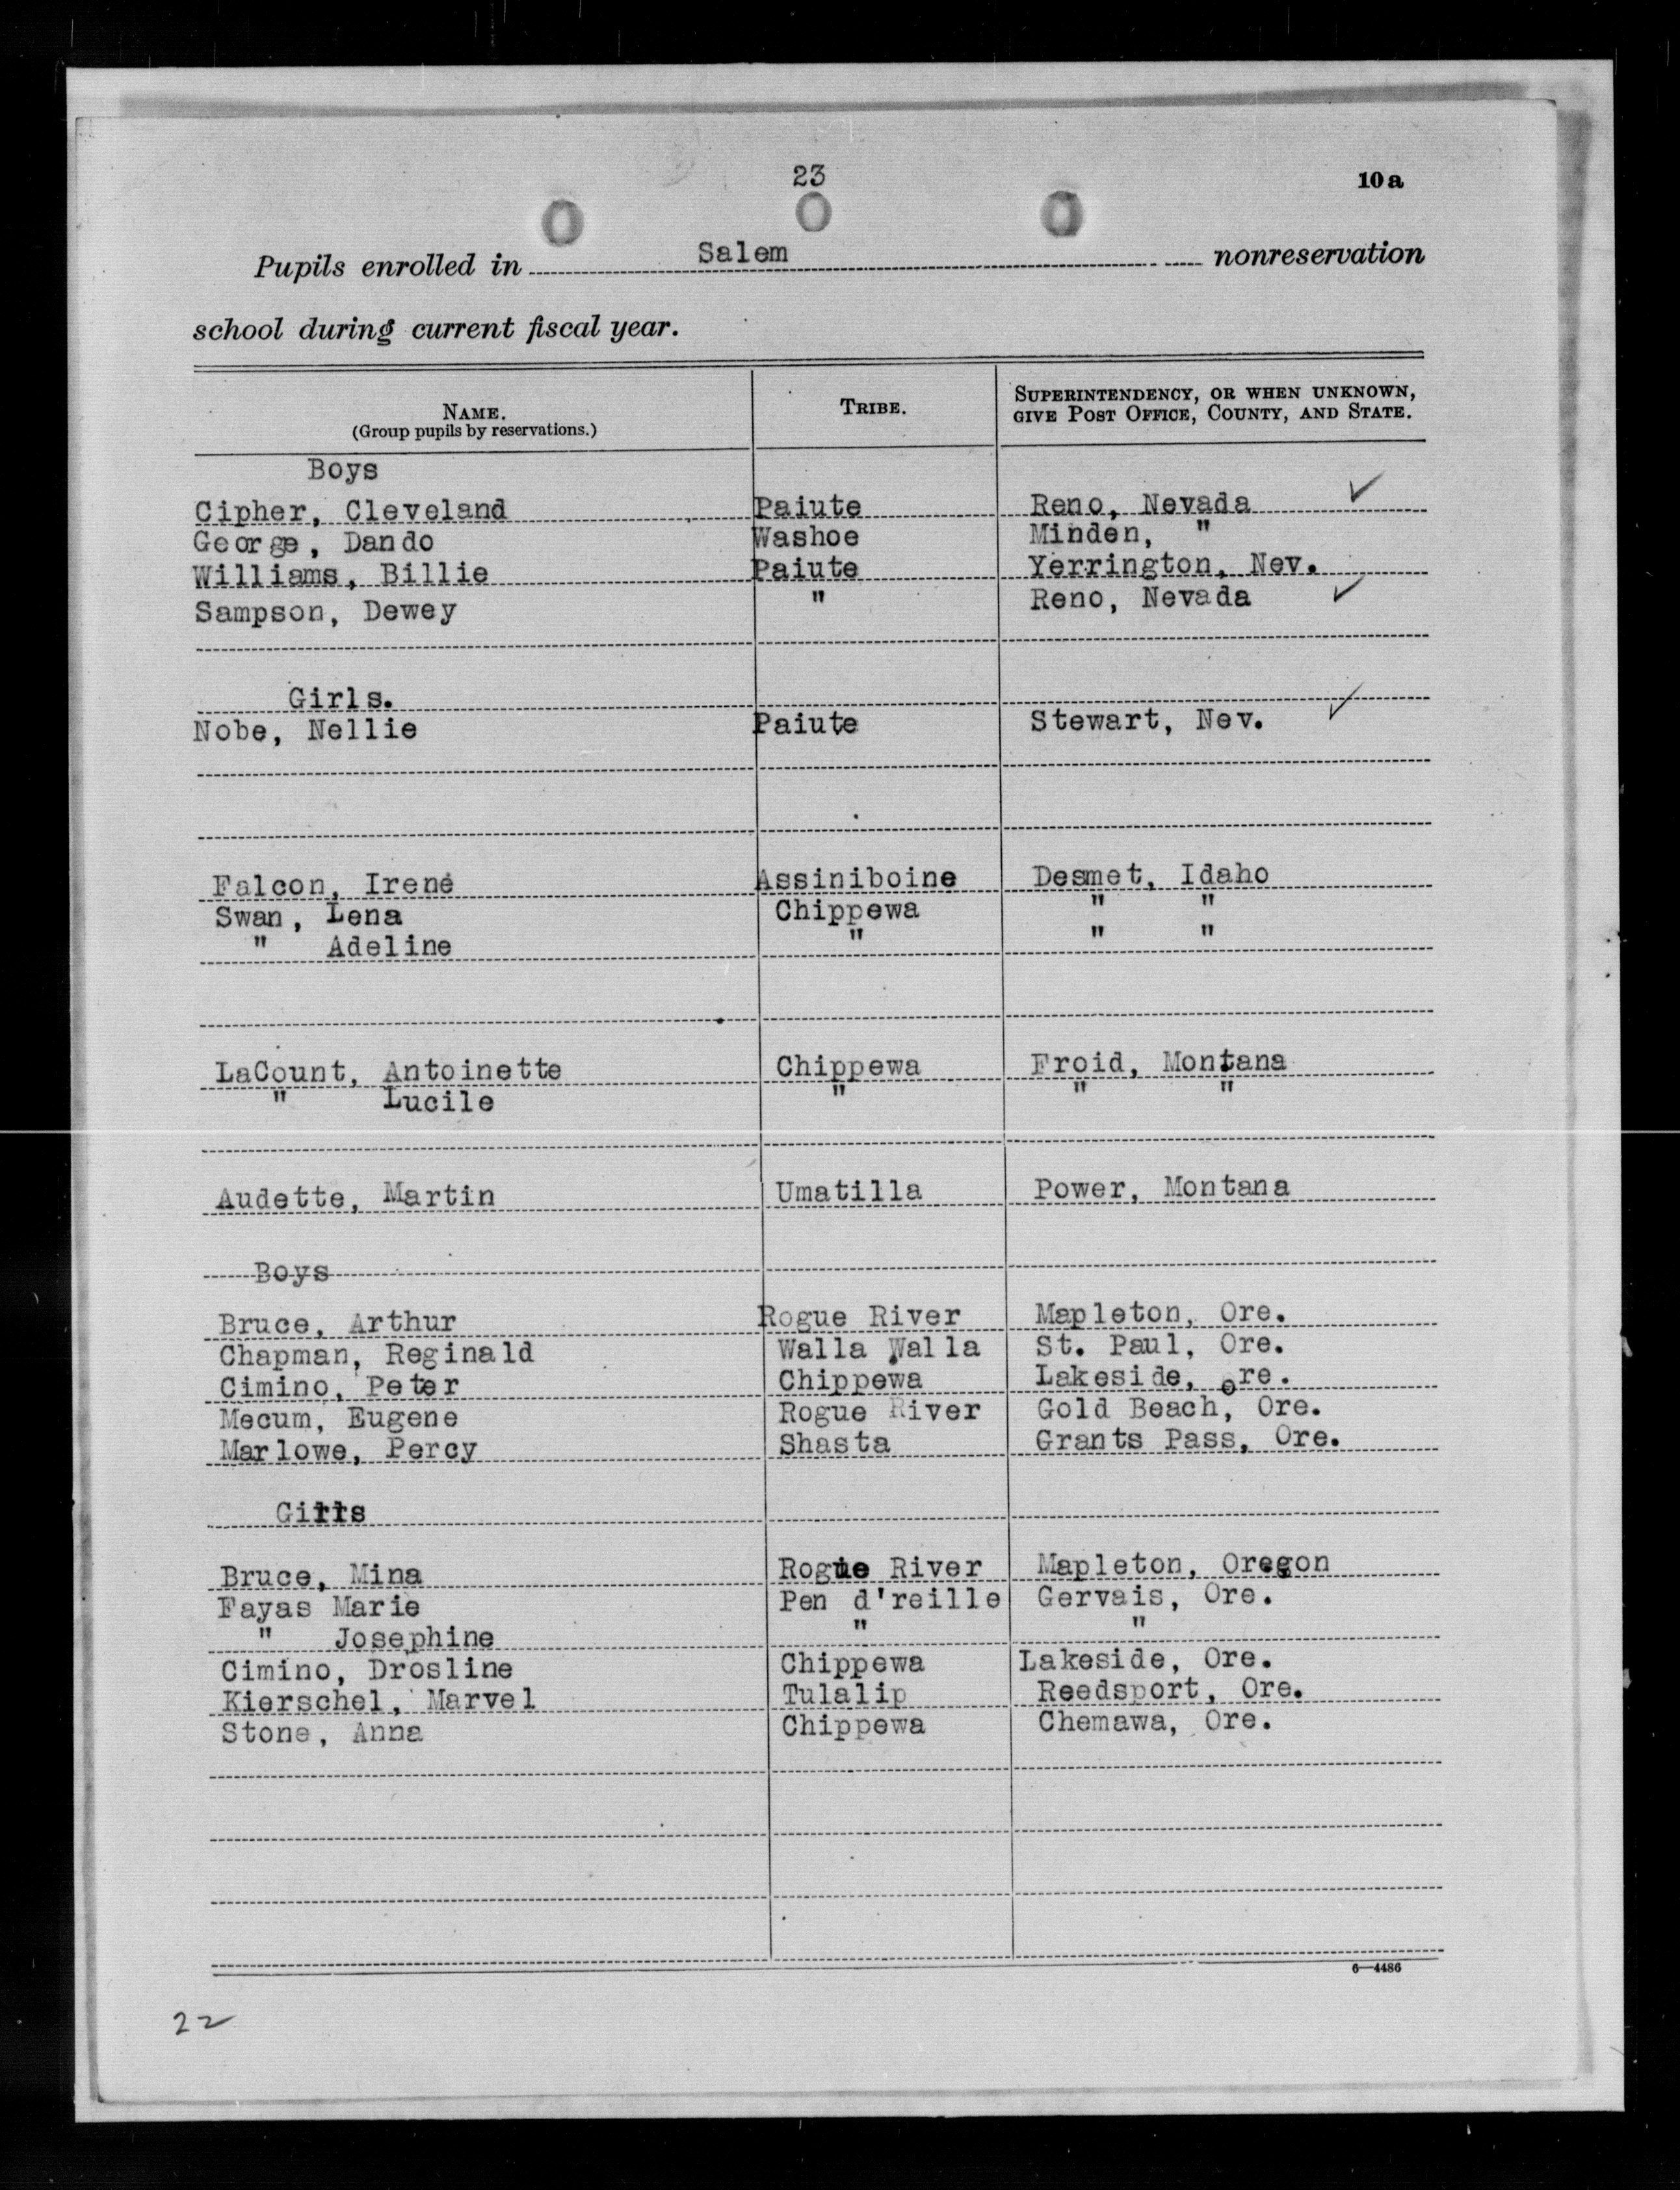 23
10a
Pupils enrolled in Salem nonreservation
school during current fiscal year.
NAME. (Group pupils by reservations.) TRIBE. SUPERINTENDENCY, OR WHEN UNKNOWN, GIVE POST OFFICE, COUNTY, AND STATE.
Boys
Cipher, Cleveland Paiute Reno, Nevada ✓
George, Dando Washoe Minden, "
Williams, Billie Paiute Yerrington, Nev.
Sampson, Dewey " Reno, Nevada ✓
Girls.
Nobe, Nellie Paiute Stewart, Nev. ✓
Falcon, Irene Assiniboine Desmet, Idaho
Swan, Lena Chippewa " "
" Adeline " " "
LaCount, Antoinette Chippewa Froid, Montana
" Lucile " " "
Audette, Martin Umatilla Power, Montana
Boys
Bruce, Arthur Rogue River Mapleton, Ore.
Chapman, Reginald Walla Walla St. Paul, Ore.
Cimino, Peter Chippewa Lakeside, Ore.
Mecum, Eugene Rogue River Gold Beach, Ore.
Marlowe, Percy Shasta Grants Pass, Ore.
Girls
Bruce, Mina Rogue River Mapleton, Oregon
Fayas Marie Pen d'reille Gervais, Ore.
" Josephine " "
Cimino, Drosline Chippewa Lakeside, Ore.
Kierschel, Marvel Tulalip Reedsport, Ore.
Stone, Anna Chippewa Chemawa, Ore.
6—4486
22